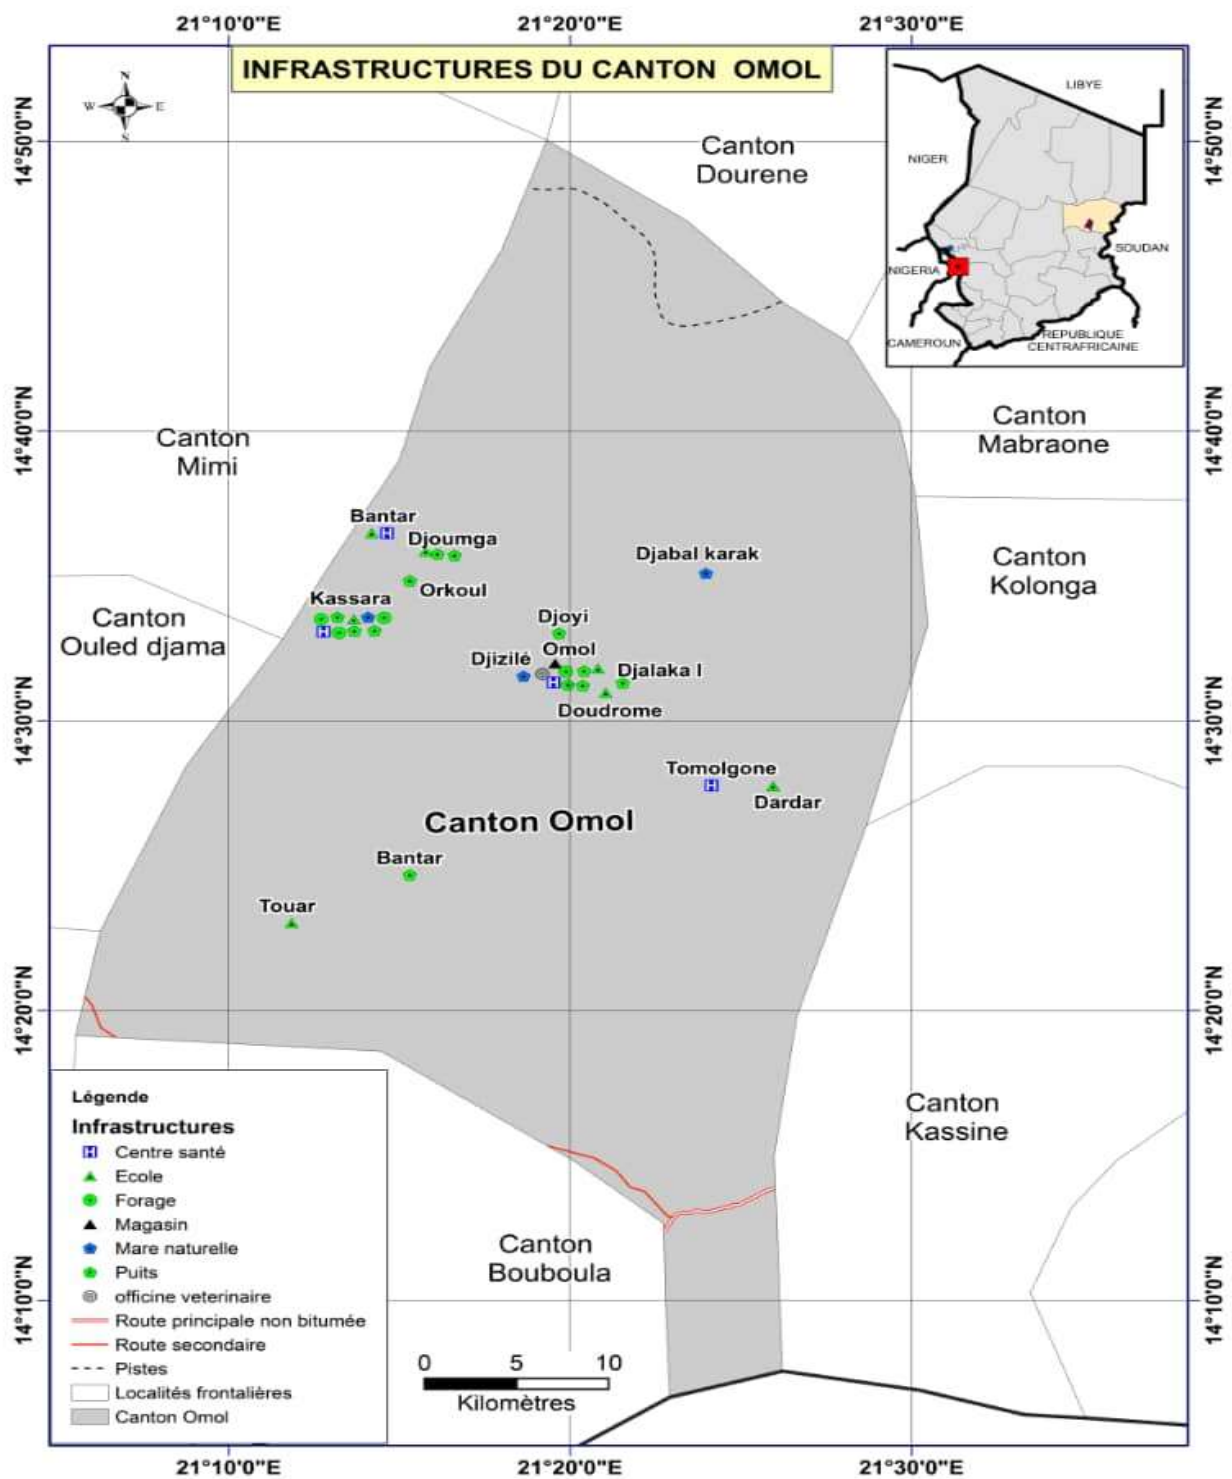 21°10'0"E
21°20'0"E
21°30'0"E
INFRASTRUCTURES DU CANTON OMOL
N
W
E
S
LIBYE
NIGER
SOUDAN
NIGERIA
CAMEROUN
REPUBLIQUE
CENTRAFRICAINE
14°50'0"N
14°50'0"N
Canton
Dourene
14°40'0"N
14°40'0"N
Canton
Mimi
Canton
Mabraone
Bantar
Djoumga
Djabal karak
Canton
Kolonga
Orkoul
Kassara
Canton
Ouled djama
Djoyi
Omol
Djizilé
Djalaka I
Doudrome
14°30'0"N
14°30'0"N
Tomolgone
Dardar
Canton Omol
Bantar
Touar
14°20'0"N
14°20'0"N
Canton
Kassine
Canton
Bouboula
14°10'0"N
14°10'0"N
Légende
Infrastructures
H Centre santé
Ecole
Forage
Magasin
Mare naturelle
Puits
officine veterinaire
Route principale non bitumée
Route secondaire
Pistes
Localités frontalières
Canton Omol
0 5 10
Kilomètres
21°10'0"E
21°20'0"E
21°30'0"E